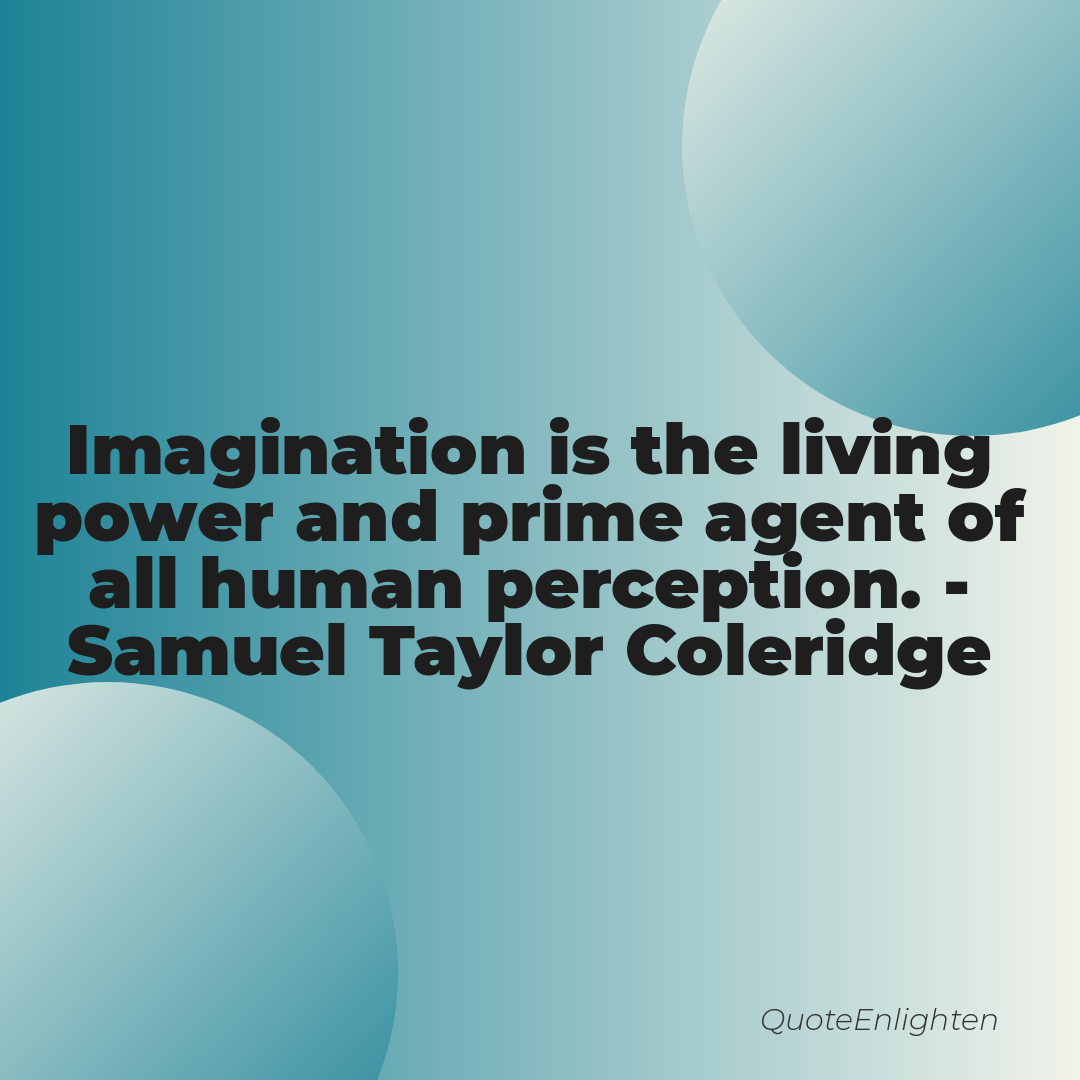 Imagination is the living
power and prime agent of
all human perception. -
Samuel Taylor Coleridge
QuoteEnlighten